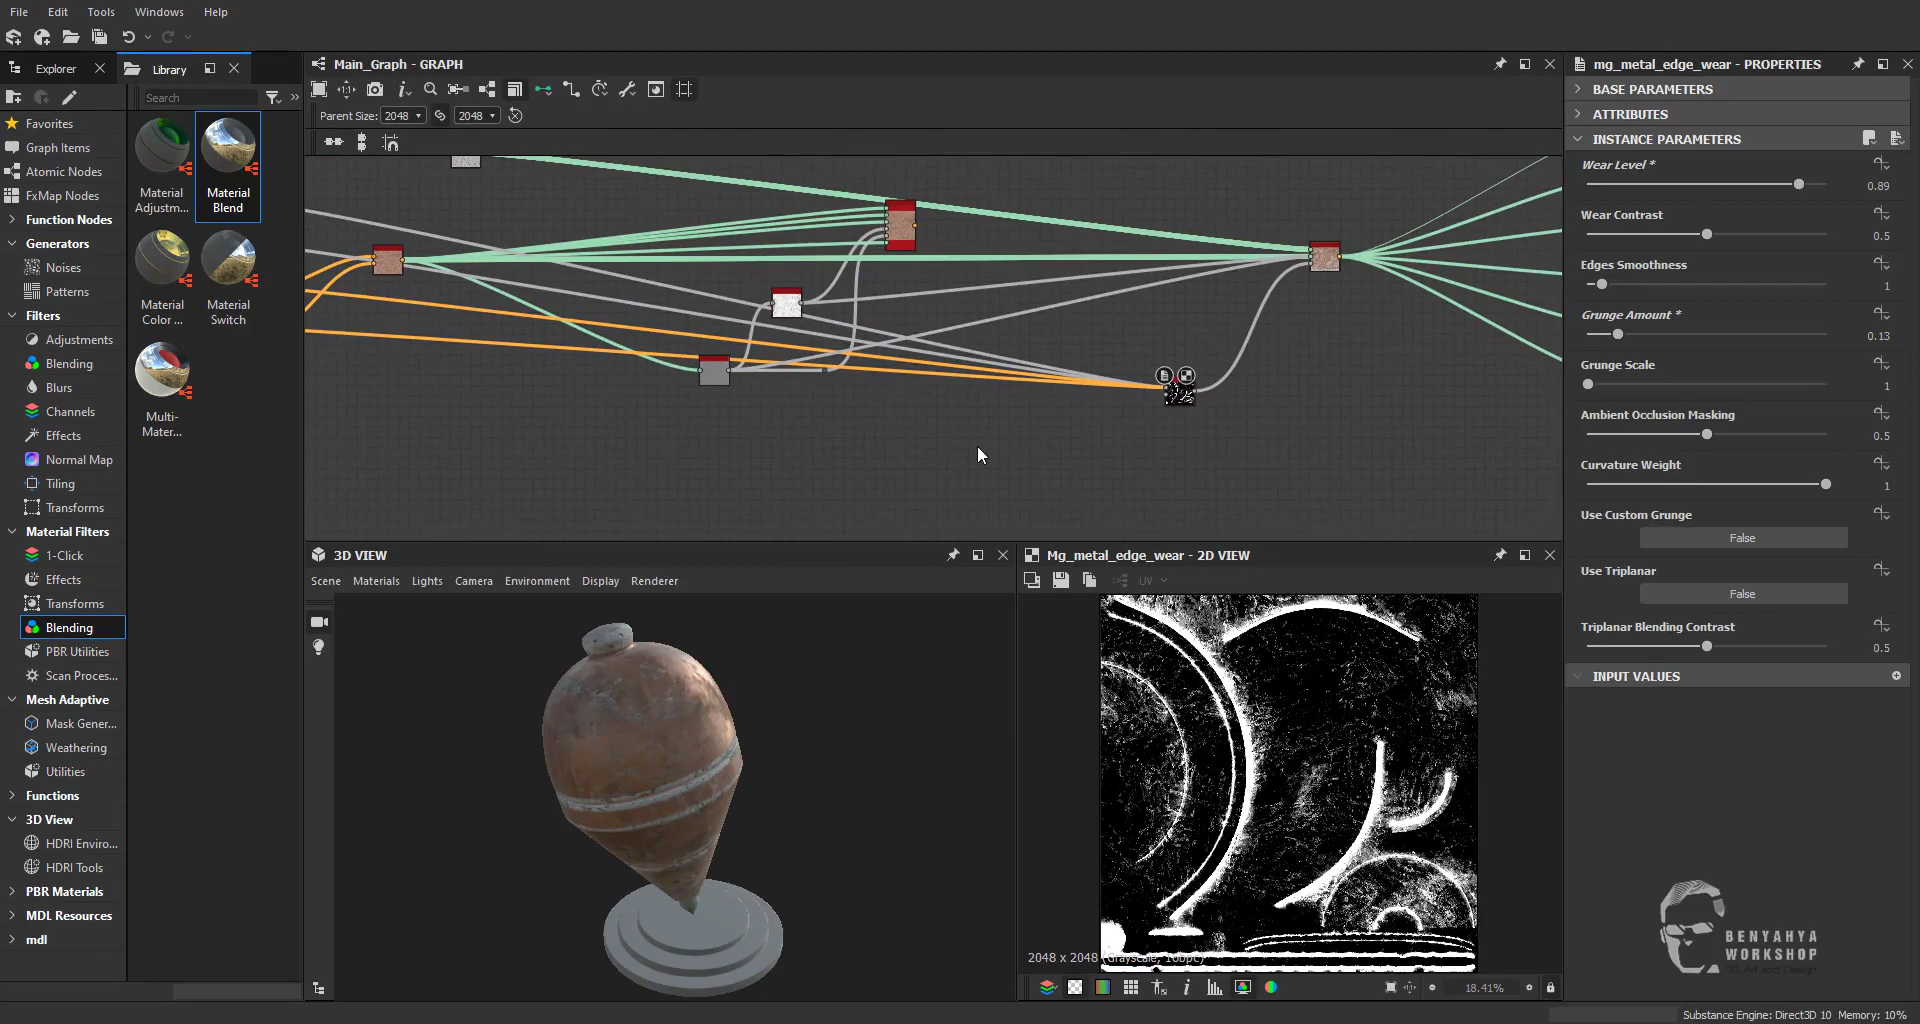 File Edit Tools Windows Help
Explorer
Library
Main_Graph - GRAPH
mg_metal_edge_wear - PROPERTIES
Search
Parent Size: 2048 2048
Favorites
Graph Items
Atomic Nodes
FxMap Nodes
Function Nodes
Generators
Noises
Patterns
Filters
Adjustments
Blending
Blurs
Channels
Effects
Normal Map
Tiling
Transforms
Material Filters
1-Click
Effects
Transforms
Blending
PBR Utilities
Scan Proces...
Mesh Adaptive
Mask Gener...
Weathering
Utilities
Functions
3D View
HDRI Enviro...
HDRI Tools
PBR Materials
MDL Resources
mdl
Material
Adjustm...
Material
Blend
Material
Color ...
Material
Switch
Multi-
Mater...
3D VIEW
Scene Materials Lights Camera Environment Display Renderer
Mg_metal_edge_wear - 2D VIEW
UV
2048 x 2048 (Grayscale, 16bpc)
18.41%
BASE PARAMETERS
ATTRIBUTES
INSTANCE PARAMETERS
Wear Level *
0.89
Wear Contrast
0.5
Edges Smoothness
1
Grunge Amount *
0.13
Grunge Scale
1
Ambient Occlusion Masking
0.5
Curvature Weight
1
Use Custom Grunge
False
Use Triplanar
False
Triplanar Blending Contrast
0.5
INPUT VALUES
BENYAHYA
WORKSHOP
3D Art and Design
Substance Engine: Direct3D 10 Memory: 10%